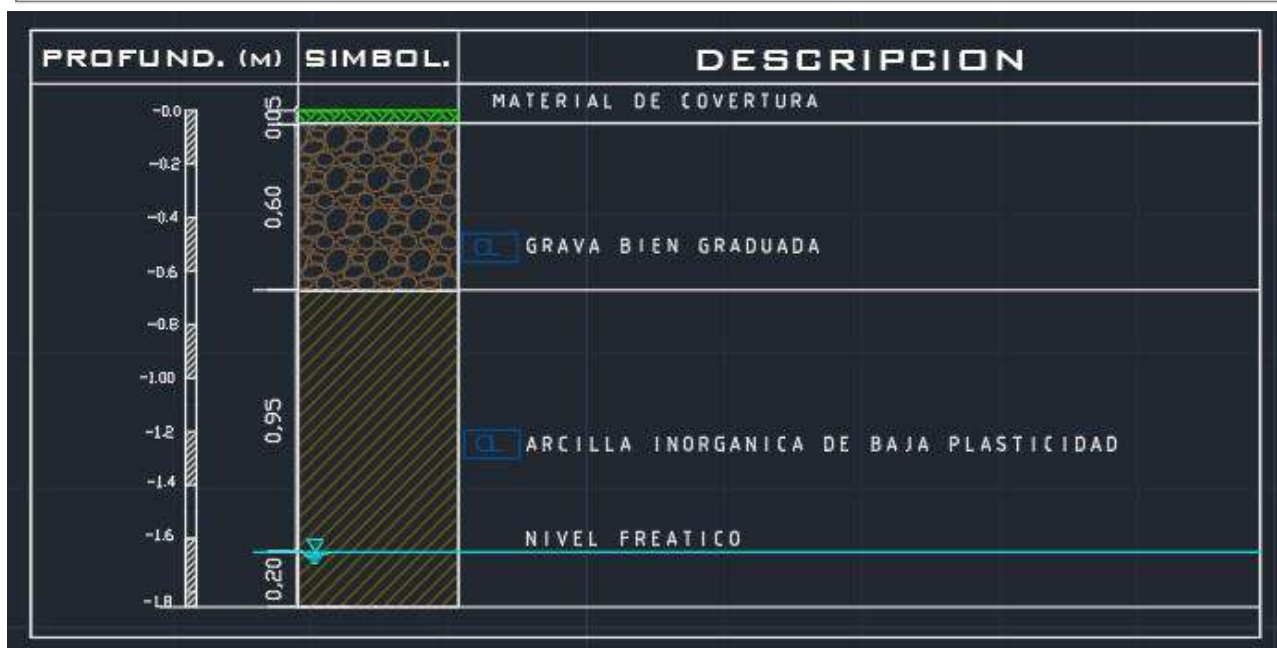 PROFUND. (M) SIMBOL. DESCRIPCION
MATERIAL DE COVERTURA
-0.0
0,05
-0.2
-0.4
0,60
CL GRAVA BIEN GRADUADA
-0.6
-0.8
-1.00
-1.2
0,95
CL ARCILLA INORGANICA DE BAJA PLASTICIDAD
-1.4
-1.6
NIVEL FREATICO
0,20
-1.8